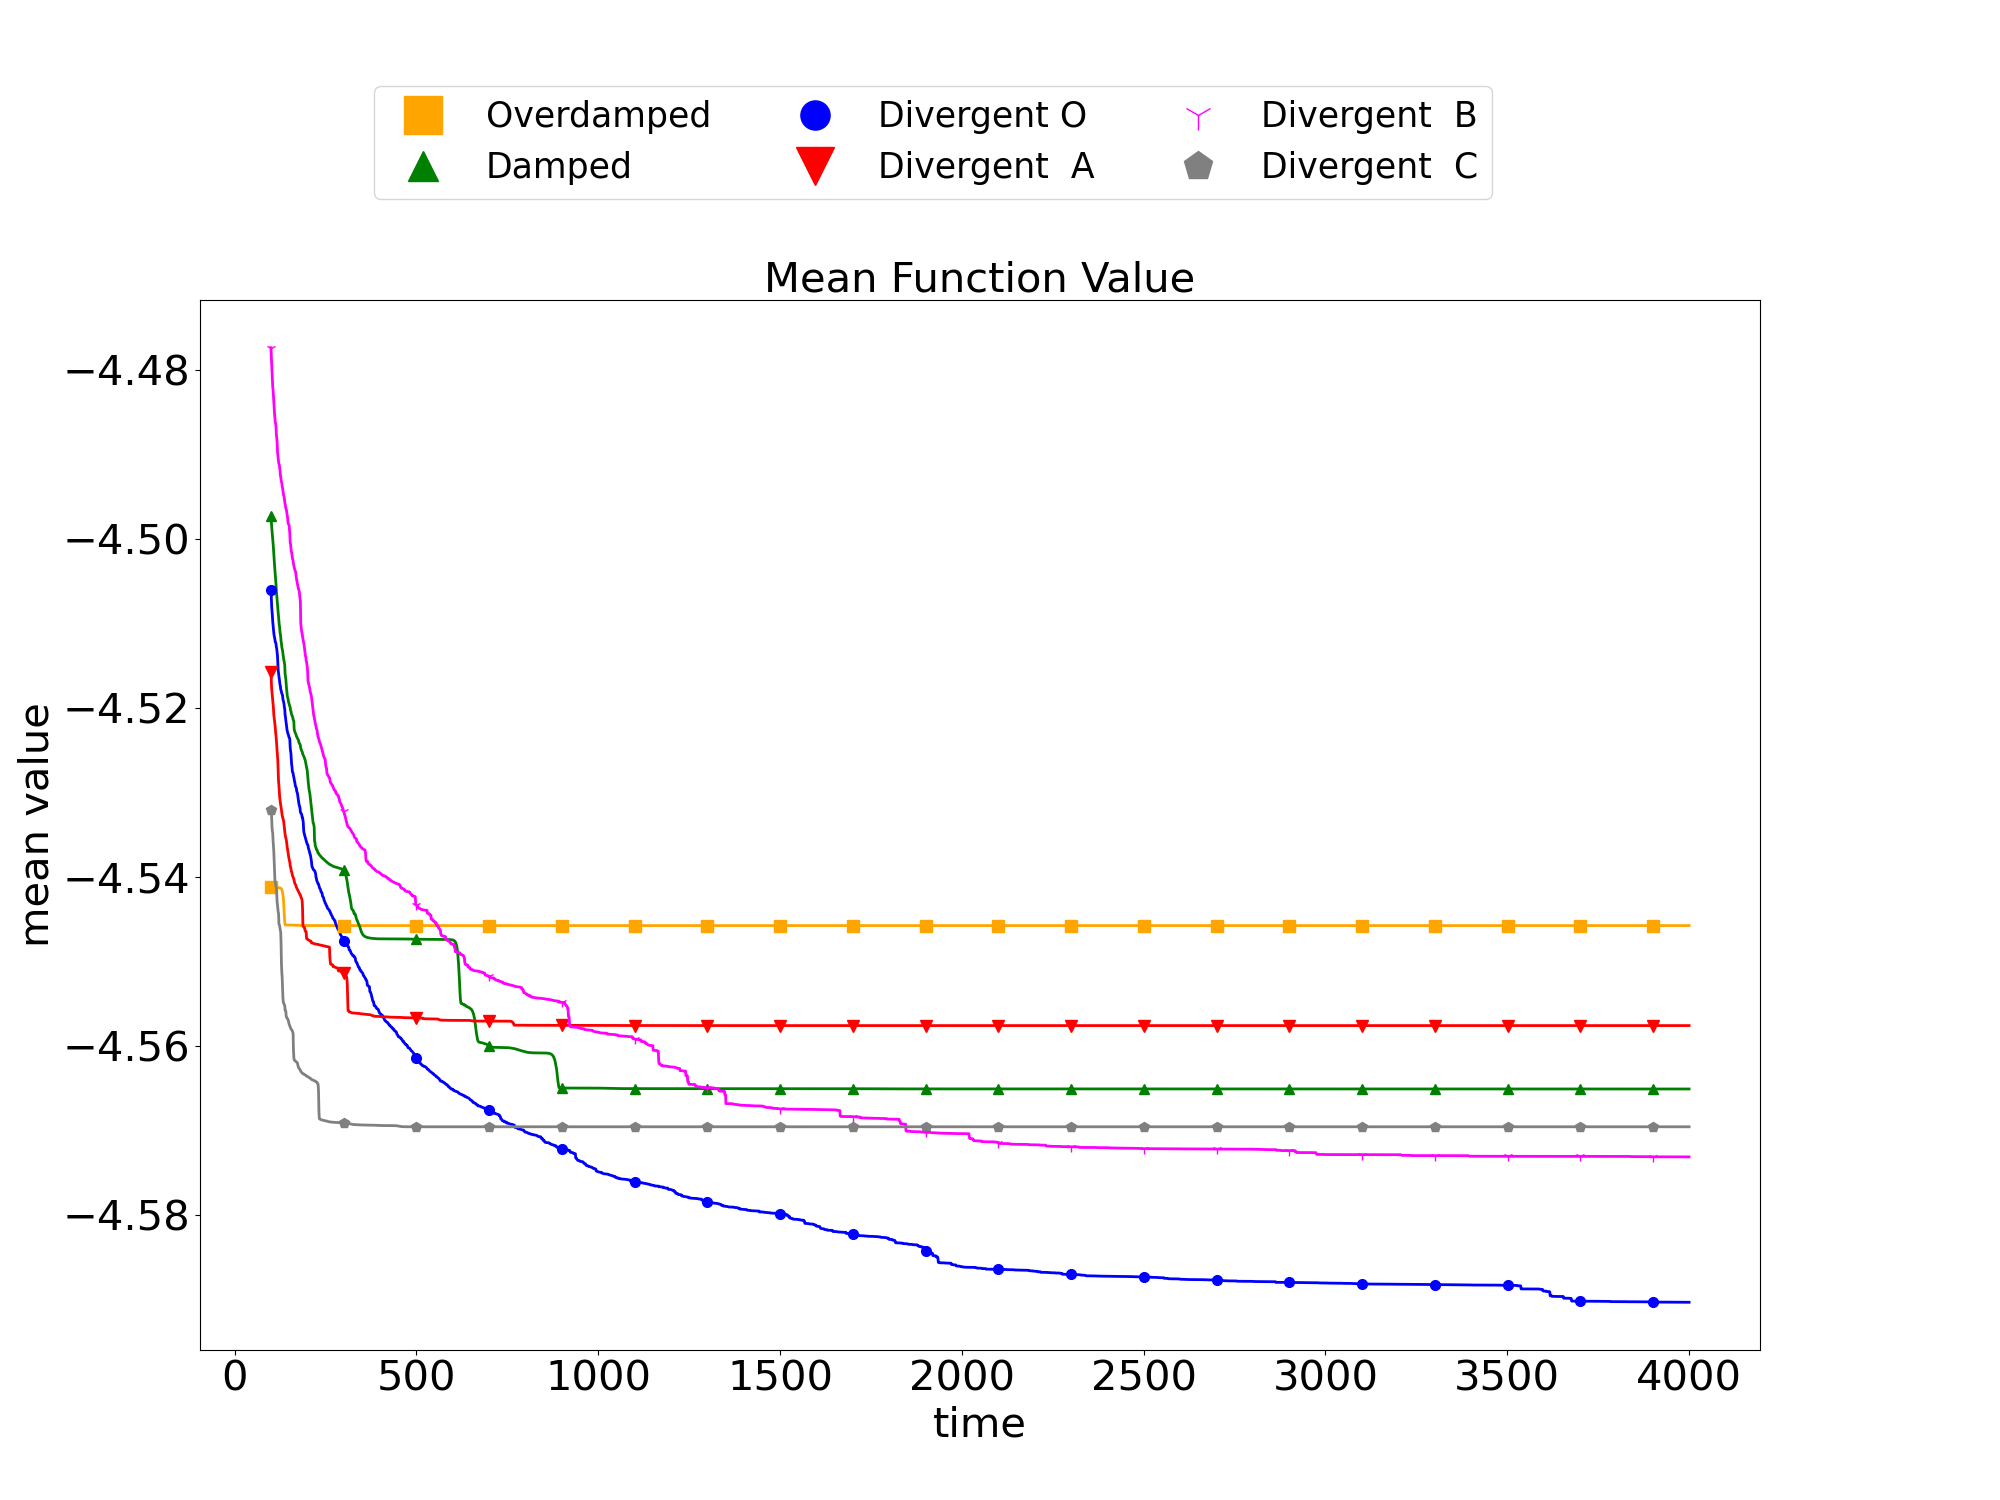 Overdamped Divergent O Divergent  B
Damped Divergent  A Divergent  C
Mean Function Value
−4.48
−4.50
−4.52
−4.54
−4.56
−4.58
mean value
0 500 1000 1500 2000 2500 3000 3500 4000
time